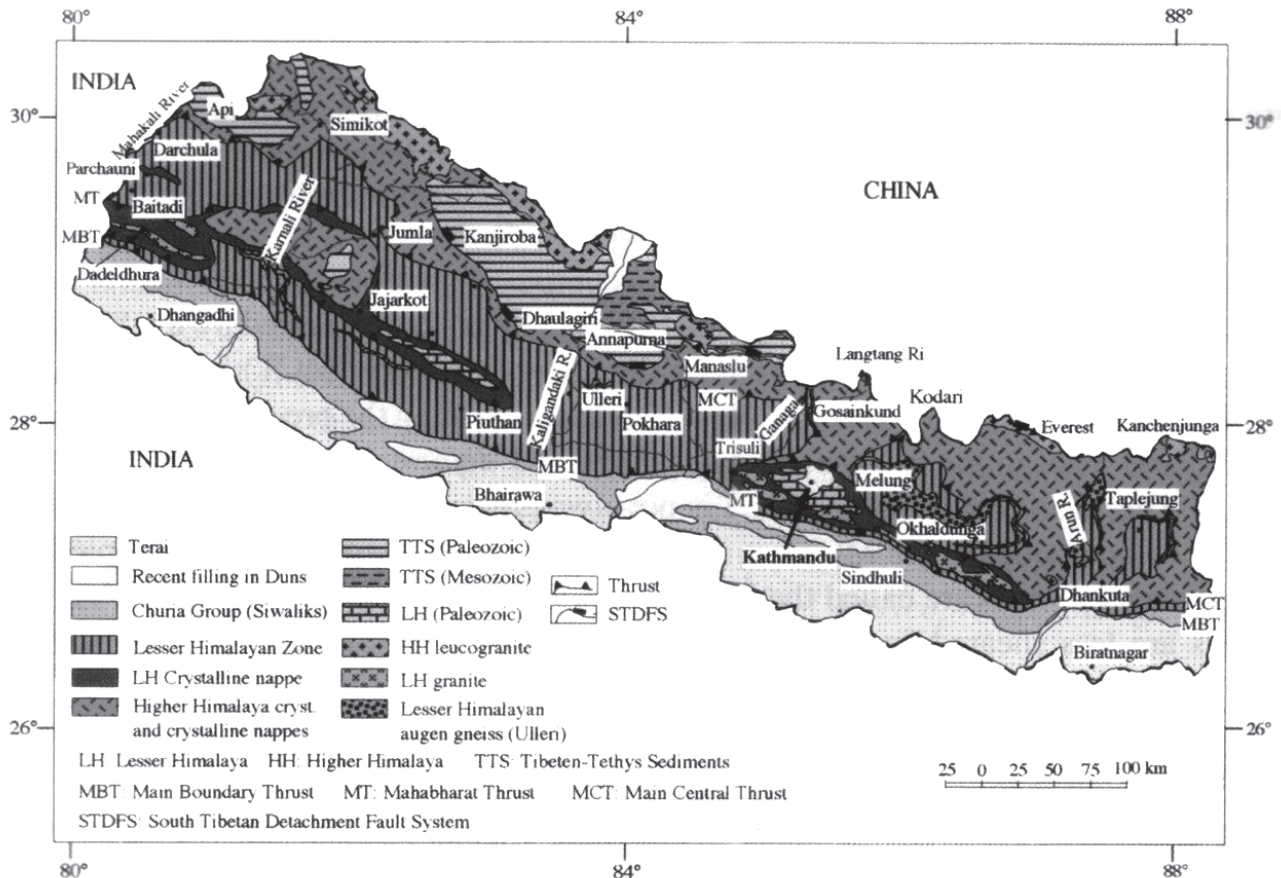 80°
84°
88°
INDIA
30°
30°
Mahakali River
Api
Simikot
Darchula
Parchauni
CHINA
MT
Baitadi
Karnali River
Jumla
Kanjiroba
MBT
Dadeldhura
Jajarkot
Dhangadhi
Dhaulagiri
Annapurna
Manaslu
Langtang Ri
Kaligandaki R.
Ulleri
MCT
Ganaga
Gosainkund
Kodari
28°
28°
Piuthan
Pokhara
Everest
Kanchenjunga
INDIA
Trisuli
MBT
Melung
Bhairawa
MT
Arun R.
Taplejung
Okhaldunga
Kathmandu
Sindhuli
Dhankuta
MCT
MBT
Biratnagar
Terai
Recent filling in Duns
Churia Group (Siwaliks)
Lesser Himalayan Zone
LH Crystalline nappe
Higher Himalaya cryst.
and crystalline nappes
TTS (Paleozoic)
TTS (Mesozoic)
LH (Paleozoic)
HH leucogranite
LH granite
Lesser Himalayan
augen gneiss (Ulleri)
Thrust
STDFS
26°
26°
LH Lesser Himalaya HH: Higher Himalaya TTS: Tibeten-Tethys Sediments
MBT: Main Boundary Thrust MT: Mahabharat Thrust MCT: Main Central Thrust
STDFS: South Tibetan Detachment Fault System
25 0 25 50 75 100 km
80°
84°
88°